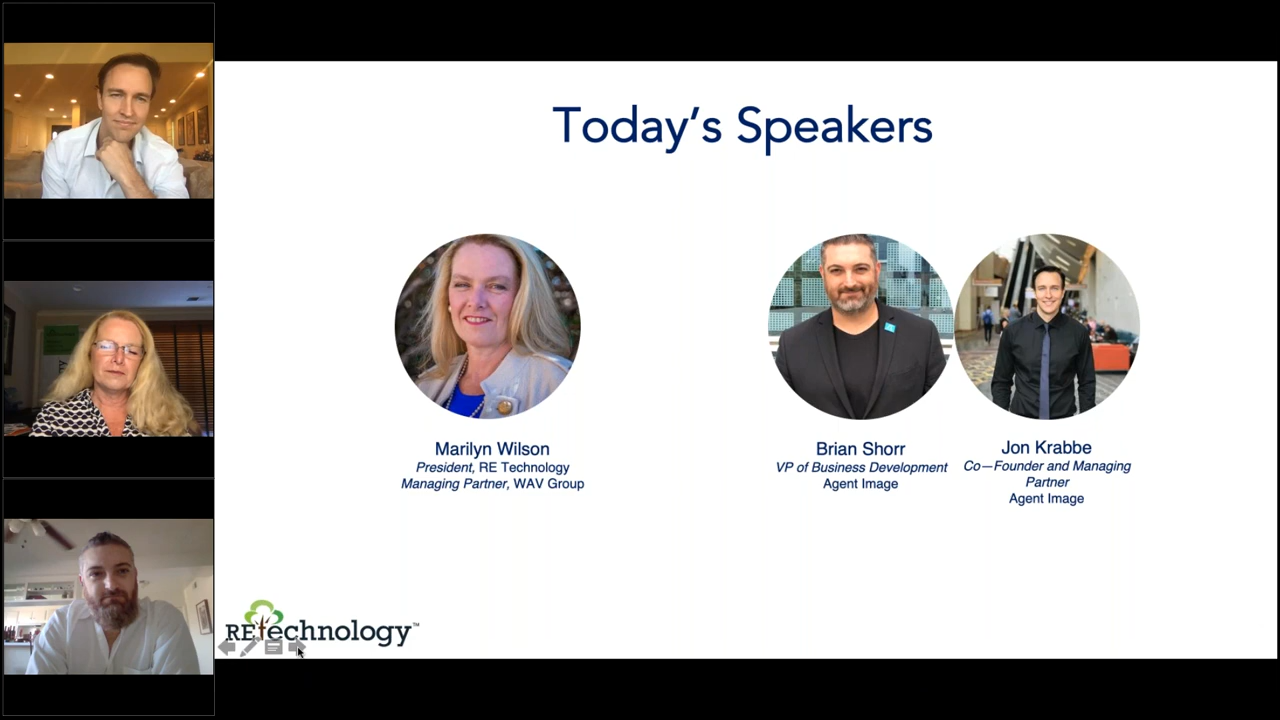 Today's Speakers
Marilyn Wilson
President, RE Technology
Managing Partner, WAV Group
Brian Shorr
VP of Business Development
Agent Image
Jon Krabbe
Co—Founder and Managing
Partner
Agent Image
RETechnology™